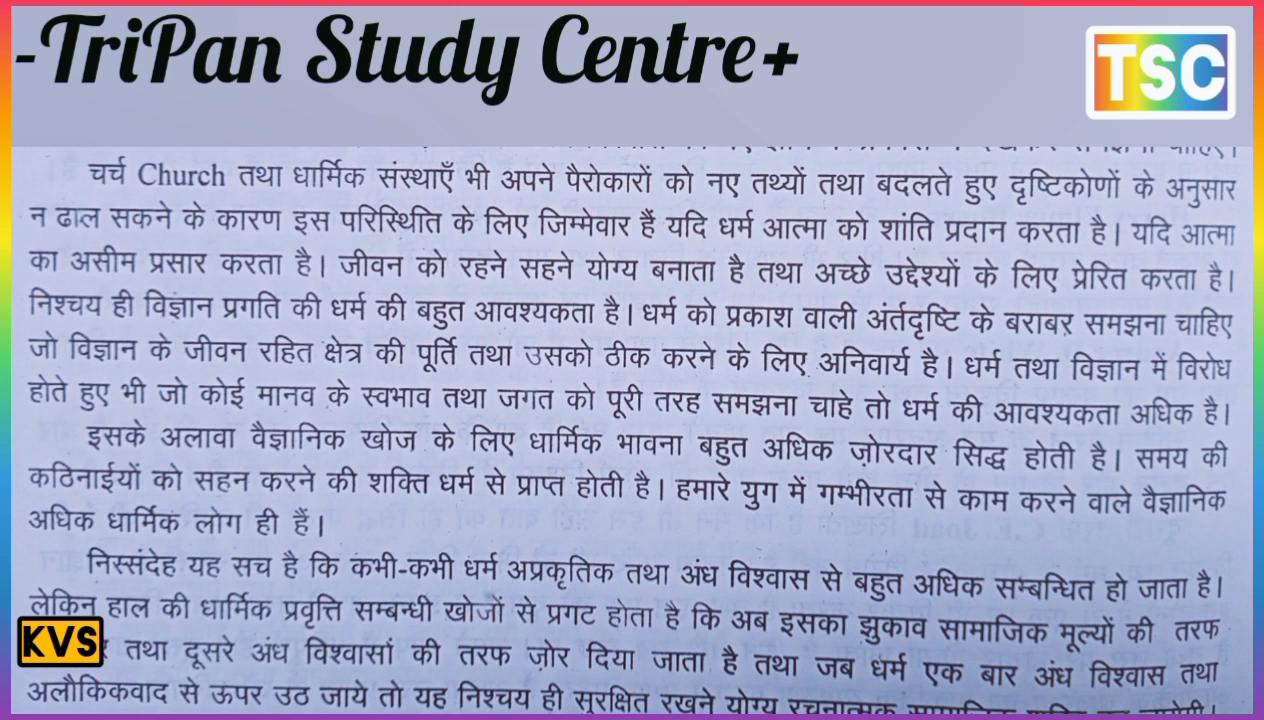 -TriPan Study Centre+
TSC
चर्च Church तथा धार्मिक संस्थाएँ भी अपने पैरोकारों को नए तथ्यों तथा बदलते हुए दृष्टिकोणों के अनुसार
न ढाल सकने के कारण इस परिस्थिति के लिए जिम्मेवार हैं यदि धर्म आत्मा को शांति प्रदान करता है। यदि आत्मा
का असीम प्रसार करता है। जीवन को रहने सहने योग्य बनाता है तथा अच्छे उद्देश्यों के लिए प्रेरित करता है।
निश्चय ही विज्ञान प्रगति की धर्म की बहुत आवश्यकता है। धर्म को प्रकाश वाली अंर्तदृष्टि के बराबर समझना चाहिए
जो विज्ञान के जीवन रहित क्षेत्र की पूर्ति तथा उसको ठीक करने के लिए अनिवार्य है। धर्म तथा विज्ञान में विरोध
होते हुए भी जो कोई मानव के स्वभाव तथा जगत को पूरी तरह समझना चाहे तो धर्म की आवश्यकता अधिक है।
इसके अलावा वैज्ञानिक खोज के लिए धार्मिक भावना बहुत अधिक ज़ोरदार सिद्ध होती है। समय की
कठिनाईयों को सहन करने की शक्ति धर्म से प्राप्त होती है। हमारे युग में गम्भीरता से काम करने वाले वैज्ञानिक
अधिक धार्मिक लोग ही हैं।
निस्संदेह यह सच है कि कभी-कभी धर्म अप्रकृतिक तथा अंध विश्वास से बहुत अधिक सम्बन्धित हो जाता है।
लेकिन हाल की धार्मिक प्रवृत्ति सम्बन्धी खोजों से प्रगट होता है कि अब इसका झुकाव सामाजिक मूल्यों की तरफ
KVS
तथा दूसरे अंध विश्वासों की तरफ ज़ोर दिया जाता है तथा जब धर्म एक बार अंध विश्वास तथा
अलौकिकवाद से ऊपर उठ जाये तो यह निश्चय ही सुरक्षित रखने योग्य रचनात्मक सामाजिक